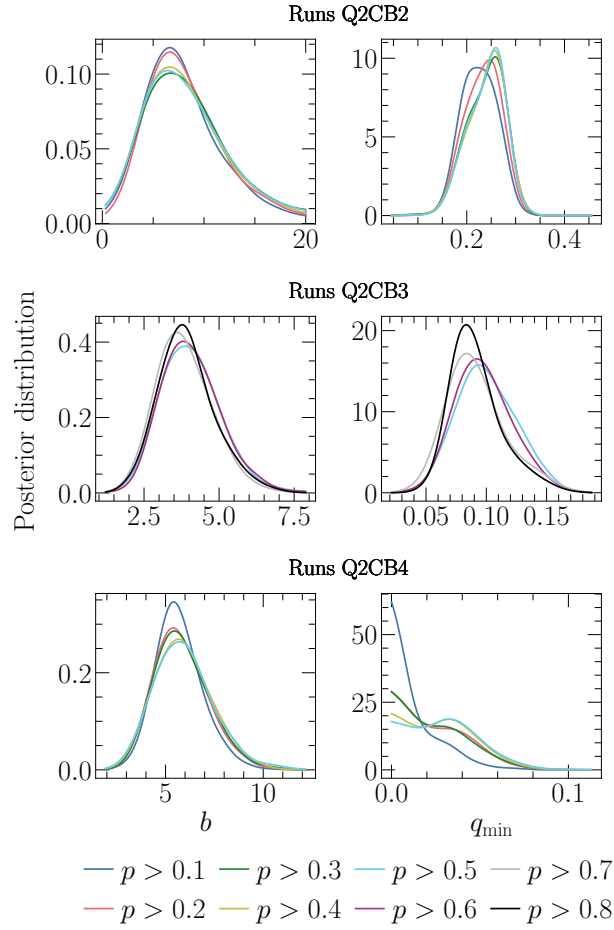 Runs Q2CB2
0.10
0.05
0.00
0
20
10
5
0
0.2
0.4
Posterior distribution
Runs Q2CB3
0.4
0.2
0.0
2.5
5.0
7.5
20
10
0
0.05
0.10
0.15
Runs Q2CB4
0.2
0.0
5
10
b
50
25
0
0.0
0.1
q_min
p > 0.1
p > 0.3
p > 0.5
p > 0.7
p > 0.2
p > 0.4
p > 0.6
p > 0.8